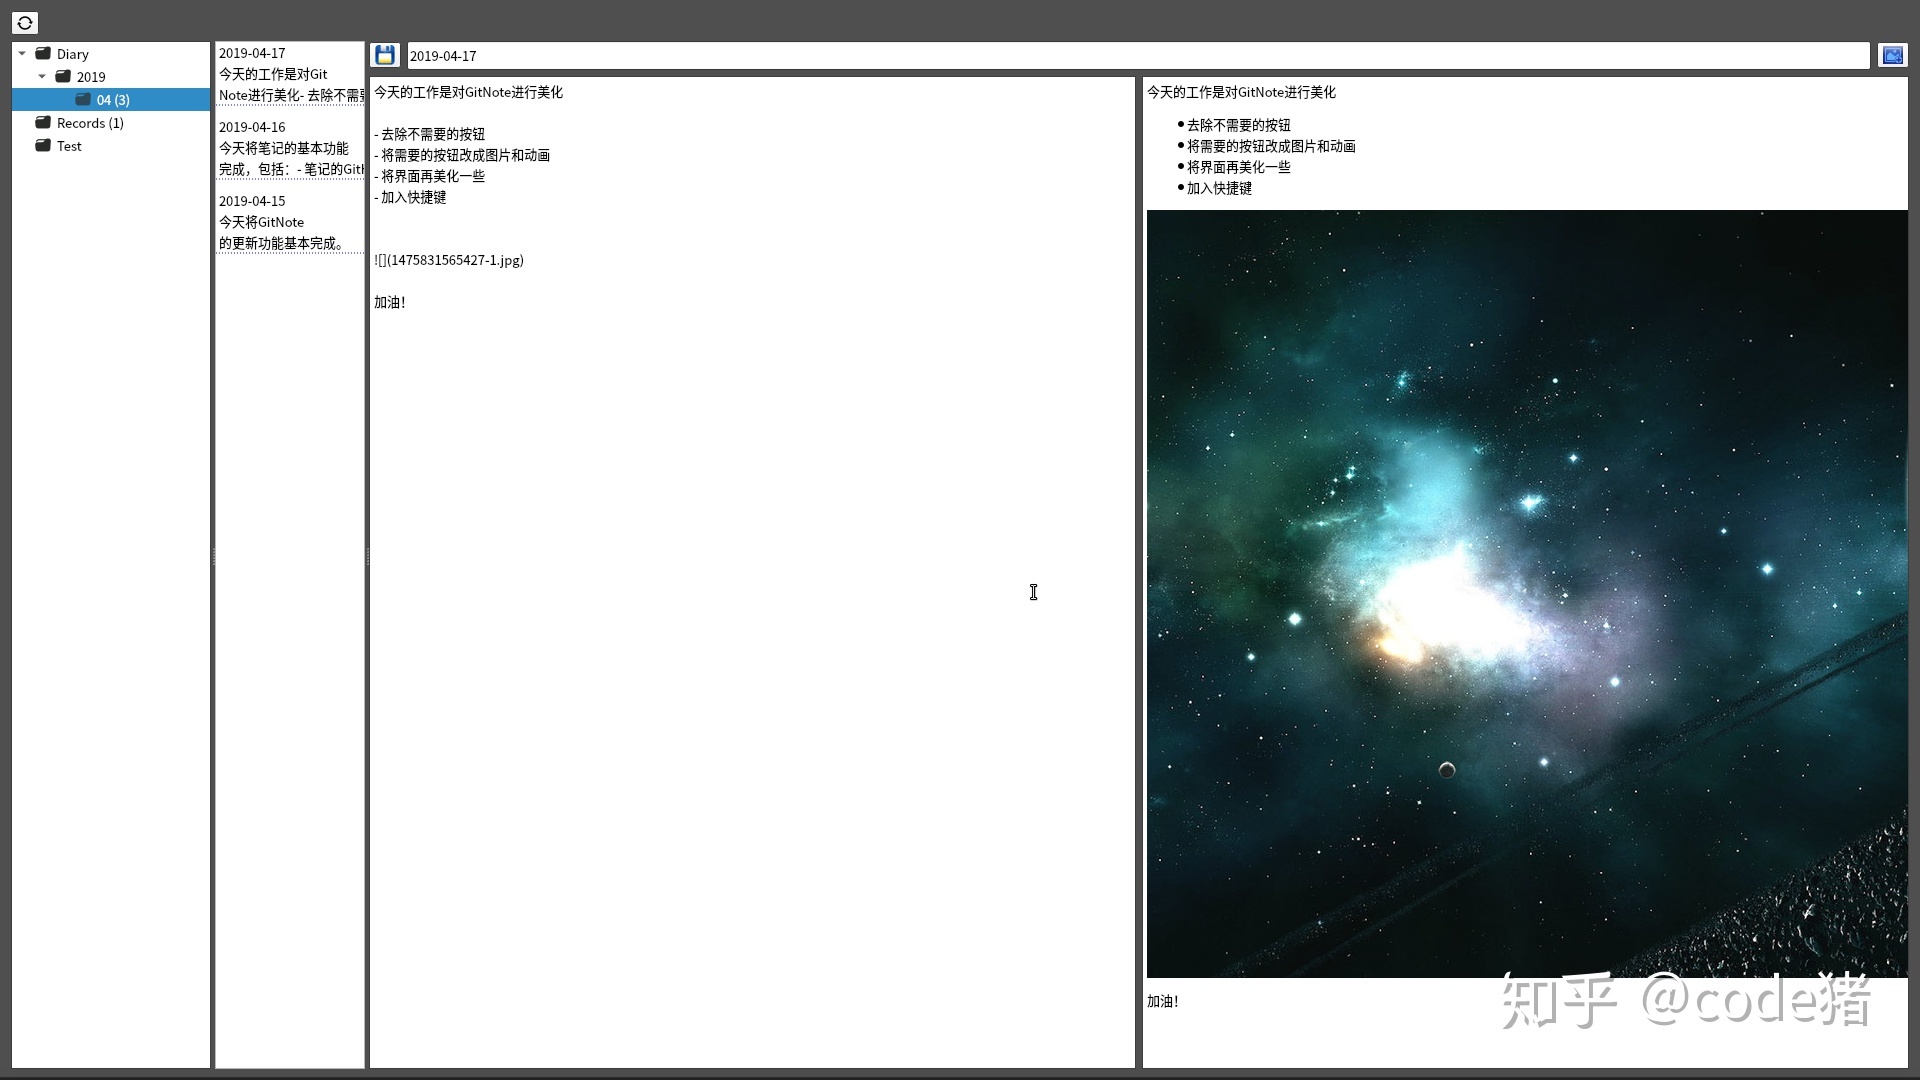 Diary
2019
04 (3)
Records (1)
Test
2019-04-17
今天的工作是对Git
Note进行美化- 去除不需要
2019-04-16
今天将笔记的基本功能
完成，包括：- 笔记的Git
2019-04-15
今天将GitNote
的更新功能基本完成。
2019-04-17
今天的工作是对GitNote进行美化
- 去除不需要的按钮
- 将需要的按钮改成图片和动画
- 将界面再美化一些
- 加入快捷键
![](1475831565427-1.jpg)
加油！
今天的工作是对GitNote进行美化
●去除不需要的按钮
●将需要的按钮改成图片和动画
●将界面再美化一些
●加入快捷键
加油！
知乎 @code猪